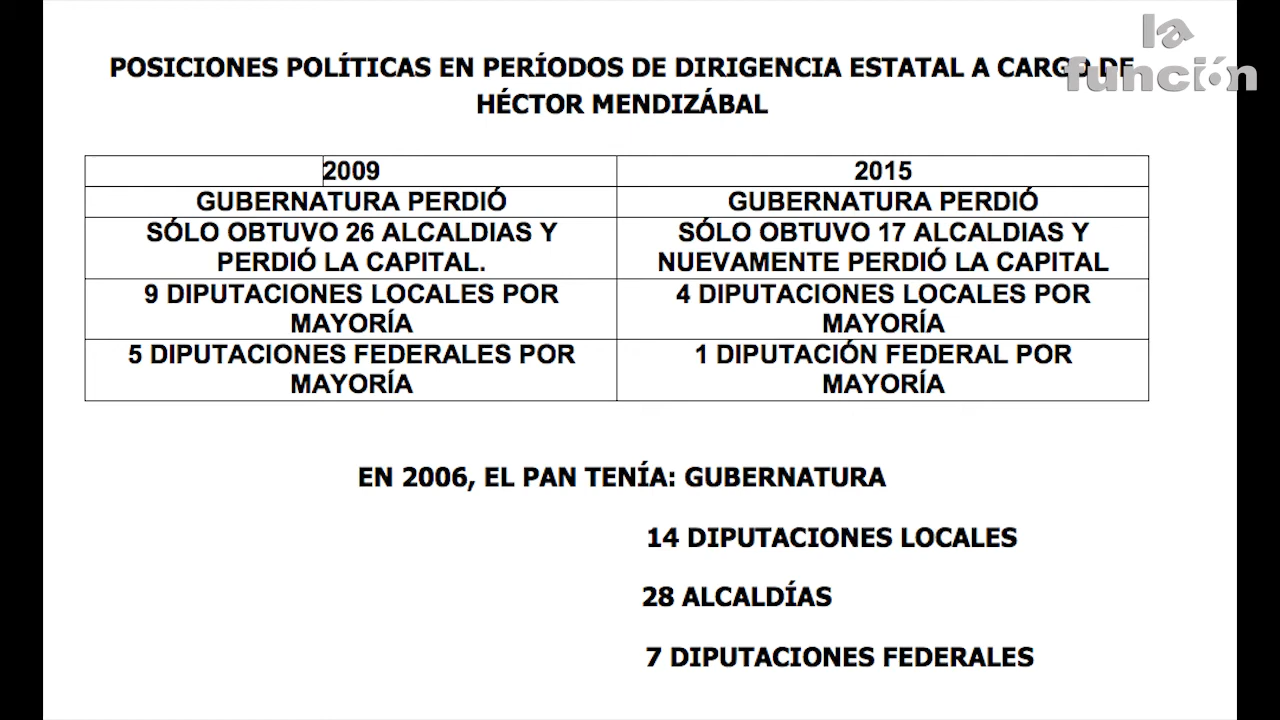 la
función
POSICIONES POLÍTICAS EN PERÍODOS DE DIRIGENCIA ESTATAL A CARGO DE
HÉCTOR MENDIZÁBAL
2009
2015
GUBERNATURA PERDIÓ
GUBERNATURA PERDIÓ
SÓLO OBTUVO 26 ALCALDIAS Y
PERDIÓ LA CAPITAL.
SÓLO OBTUVO 17 ALCALDIAS Y
NUEVAMENTE PERDIÓ LA CAPITAL
9 DIPUTACIONES LOCALES POR
MAYORÍA
4 DIPUTACIONES LOCALES POR
MAYORÍA
5 DIPUTACIONES FEDERALES POR
MAYORÍA
1 DIPUTACIÓN FEDERAL POR
MAYORÍA
EN 2006, EL PAN TENÍA: GUBERNATURA
14 DIPUTACIONES LOCALES
28 ALCALDÍAS
7 DIPUTACIONES FEDERALES